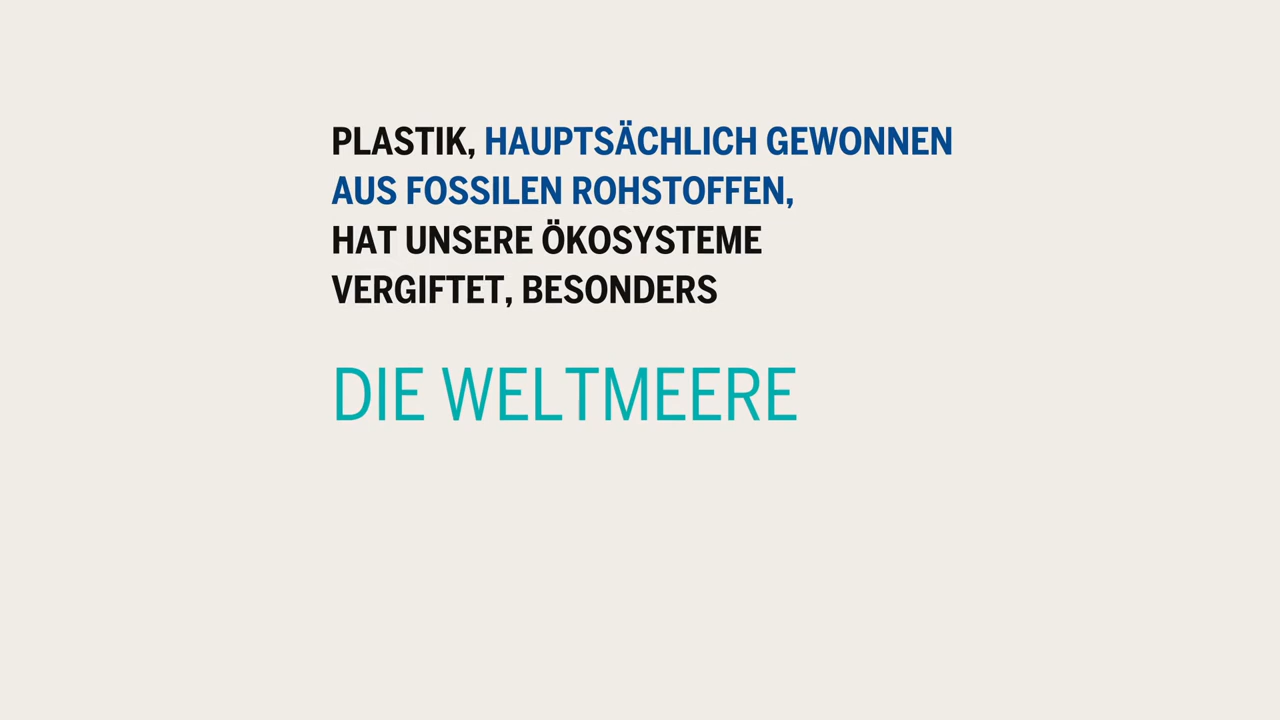 PLASTIK, HAUPTSÄCHLICH GEWONNEN
AUS FOSSILEN ROHSTOFFEN,
HAT UNSERE ÖKOSYSTEME
VERGIFTET, BESONDERS
DIE WELTMEERE